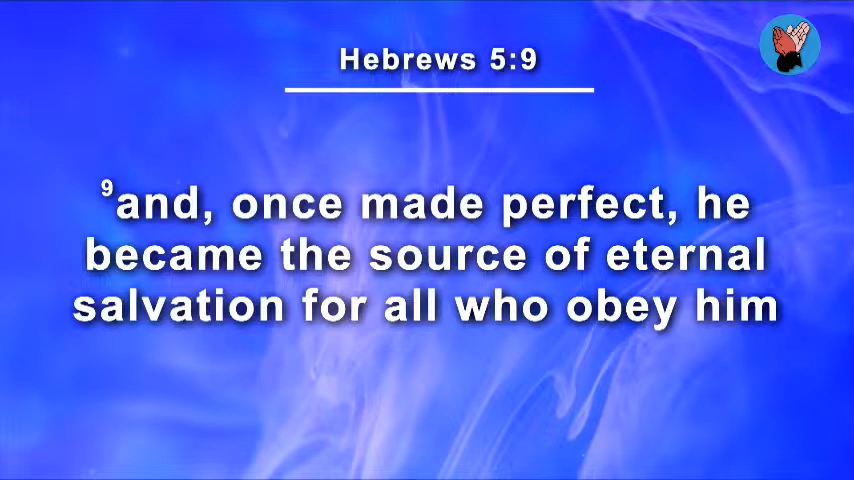 Hebrews 5:9
⁹and, once made perfect, he
became the source of eternal
salvation for all who obey him